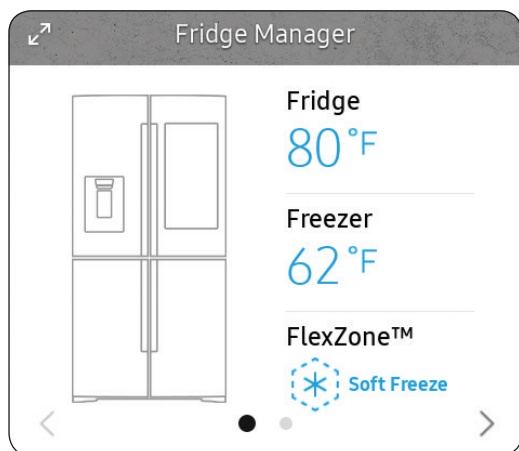 Fridge Manager
Fridge
80°F
Freezer
62°F
FlexZone™
Soft Freeze